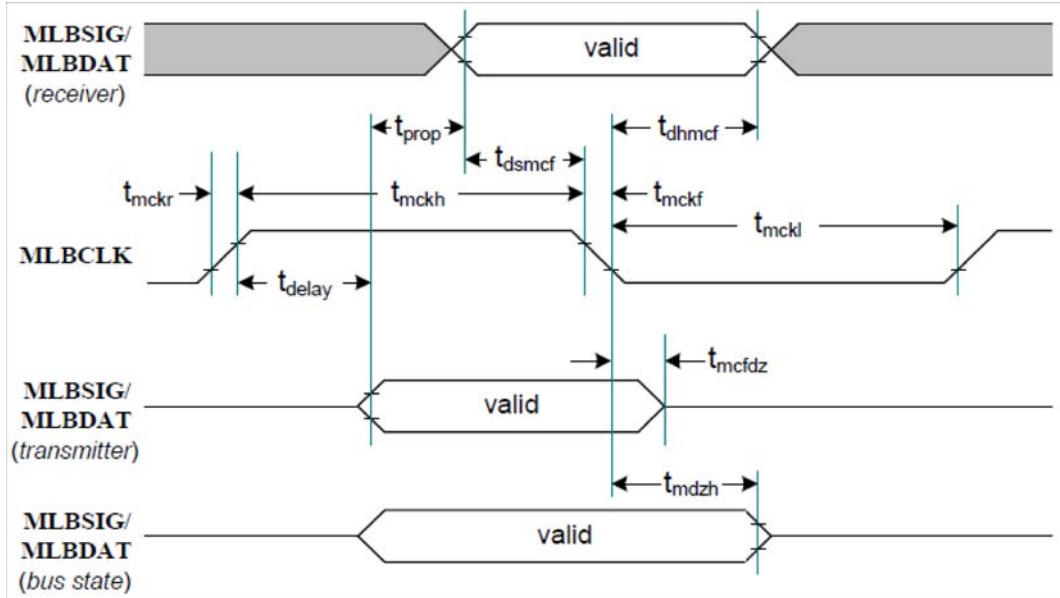 MLBSIG/
MLBDAT
(receiver)
valid
tprop
tdhmcf
tdsmcf
tmckr
tmckh
tmckf
tmckl
MLBCLK
tdelay
tmcfdz
MLBSIG/
MLBDAT
(transmitter)
valid
tmdzh
MLBSIG/
MLBDAT
(bus state)
valid